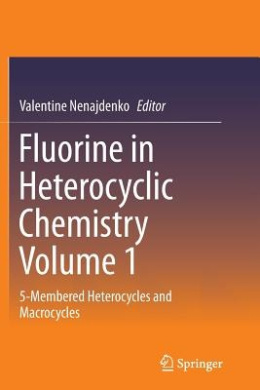 Valentine Nenajdenko Editor
Fluorine in
Heterocyclic
Chemistry
Volume 1
5-Membered Heterocycles and
Macrocycles
Springer